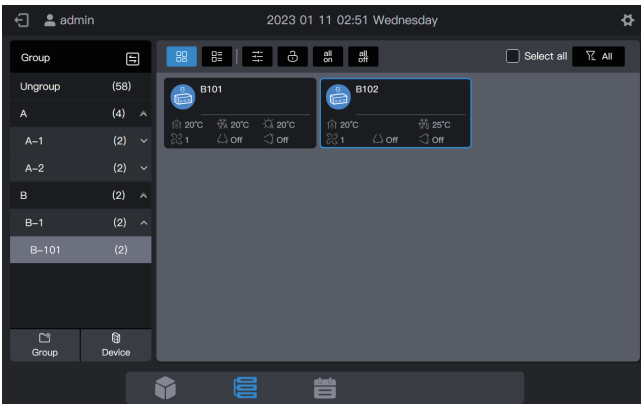 admin
2023 01 11 02:51 Wednesday
Group
all on
all off
Select all
All
Ungroup (58)
A (4)
A-1 (2)
A-2 (2)
B (2)
B-1 (2)
B-101 (2)
B101
20°C 20°C 20°C
1 Off Off
B102
20°C 25°C
1 Off Off
Group
Device